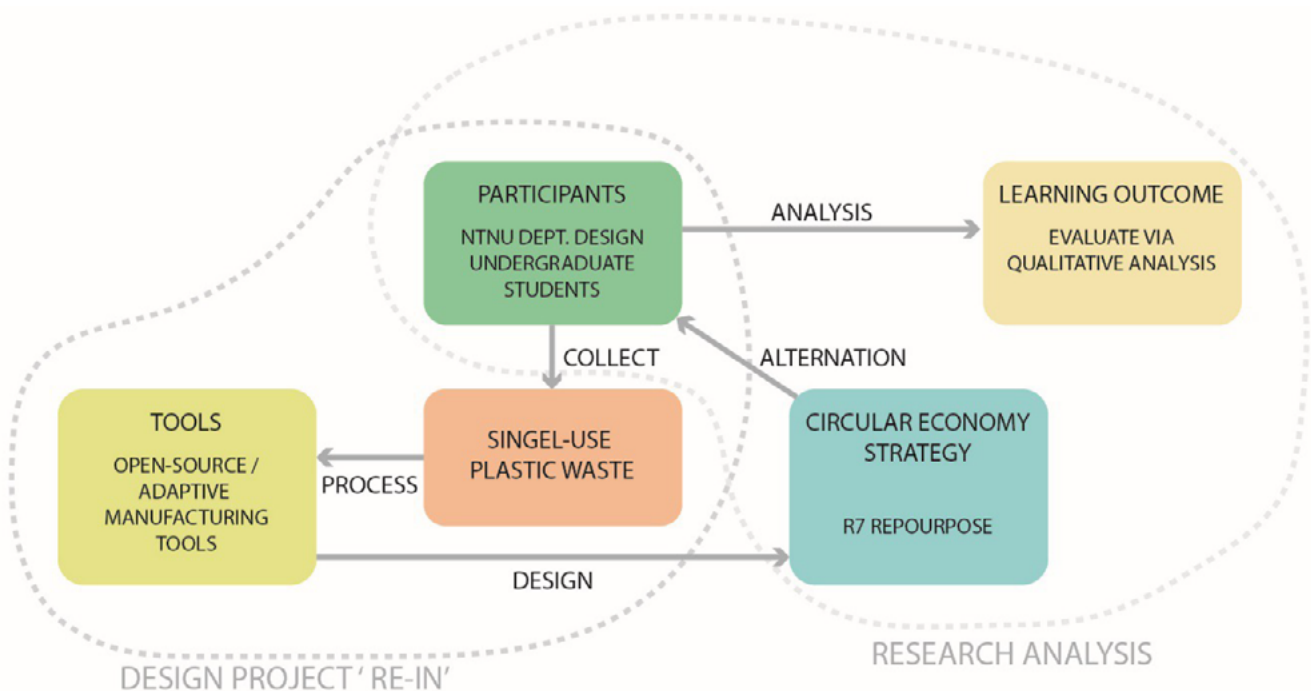 PARTICIPANTS
NTNU DEPT. DESIGN
UNDERGRADUATE
STUDENTS
ANALYSIS
LEARNING OUTCOME
EVALUATE VIA
QUALITATIVE ANALYSIS
COLLECT
ALTERNATION
TOOLS
OPEN-SOURCE /
ADAPTIVE
MANUFACTURING
TOOLS
PROCESS
SINGEL-USE
PLASTIC WASTE
CIRCULAR ECONOMY
STRATEGY
R7 REPOURPOSE
DESIGN
DESIGN PROJECT ' RE-IN'
RESEARCH ANALYSIS